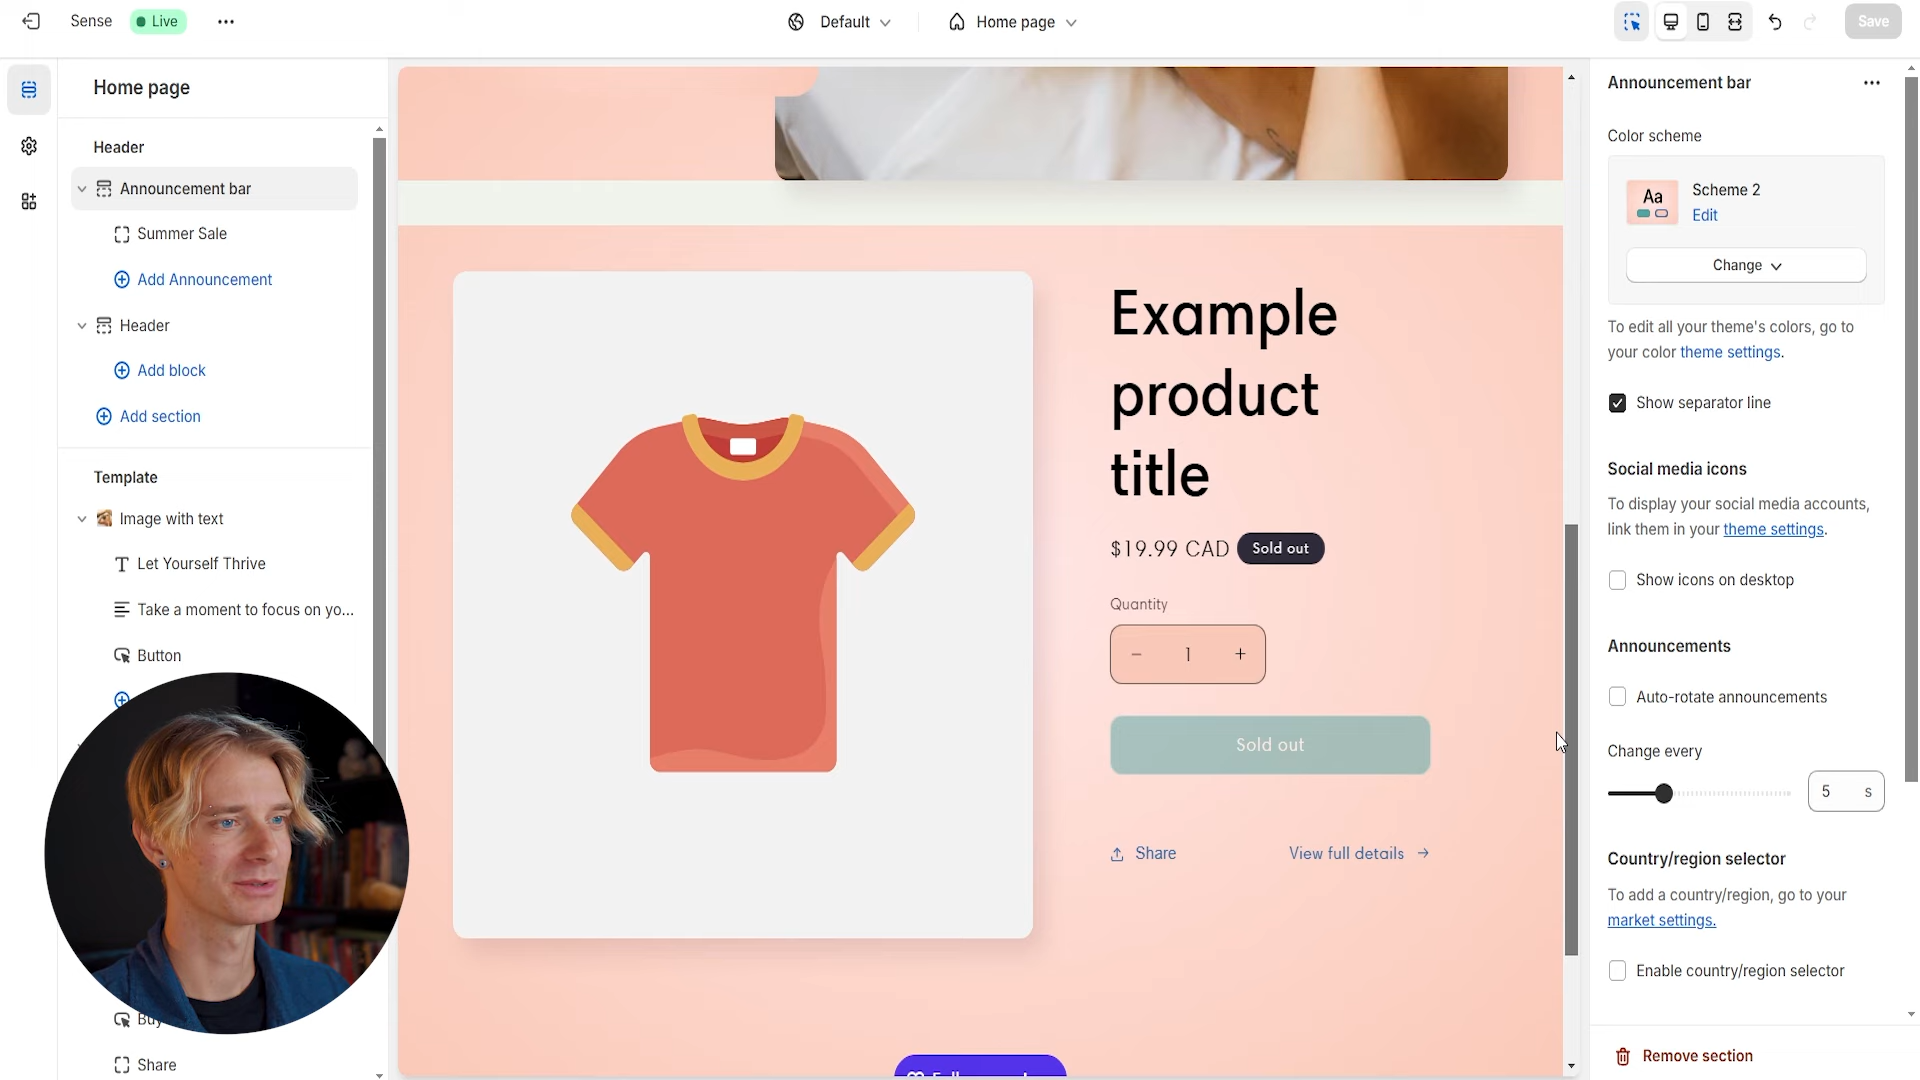 Sense
Live
Default
Home page
Save
Home page
Header
Announcement bar
Summer Sale
Add Announcement
Header
Add block
Add section
Template
Image with text
Let Yourself Thrive
Take a moment to focus on yo...
Button
Share
Example
product
title
$19.99 CAD
Sold out
Quantity
1
Sold out
Share
View full details
Announcement bar
Color scheme
Aa
Scheme 2
Edit
Change
To edit all your theme's colors, go to
your color theme settings.
Show separator line
Social media icons
To display your social media accounts,
link them in your theme settings.
Show icons on desktop
Announcements
Auto-rotate announcements
Change every
5 s
Country/region selector
To add a country/region, go to your
market settings.
Enable country/region selector
Remove section